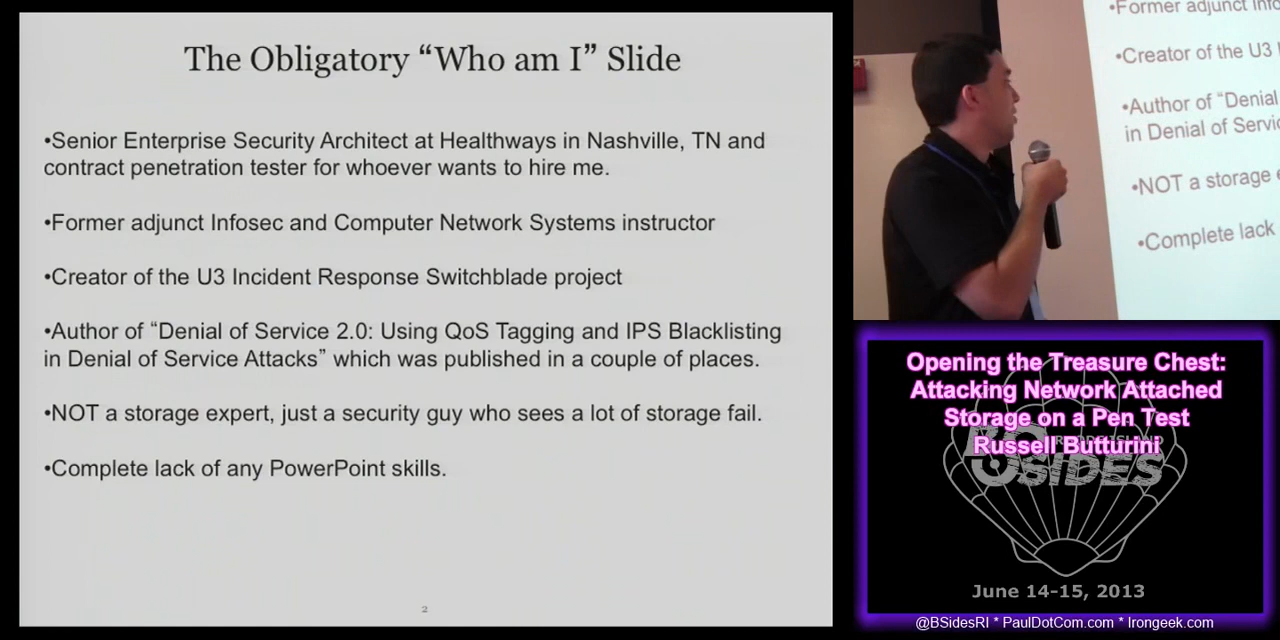 The Obligatory “Who am I” Slide
•Senior Enterprise Security Architect at Healthways in Nashville, TN and
contract penetration tester for whoever wants to hire me.
•Former adjunct Infosec and Computer Network Systems instructor
•Creator of the U3 Incident Response Switchblade project
•Author of “Denial of Service 2.0: Using QoS Tagging and IPS Blacklisting
in Denial of Service Attacks” which was published in a couple of places.
•NOT a storage expert, just a security guy who sees a lot of storage fail.
•Complete lack of any PowerPoint skills.
2
•Former adjunct
•Creator of the U3
•Author of “Denial
in Denial of
•NOT a storage
•Complete lack
Opening the Treasure Chest:
Attacking Network Attached
Storage on a Pen Test
Russell Butturini
BSIDES
June 14-15, 2013
@BSidesRI * PaulDotCom.com * Irongeek.com